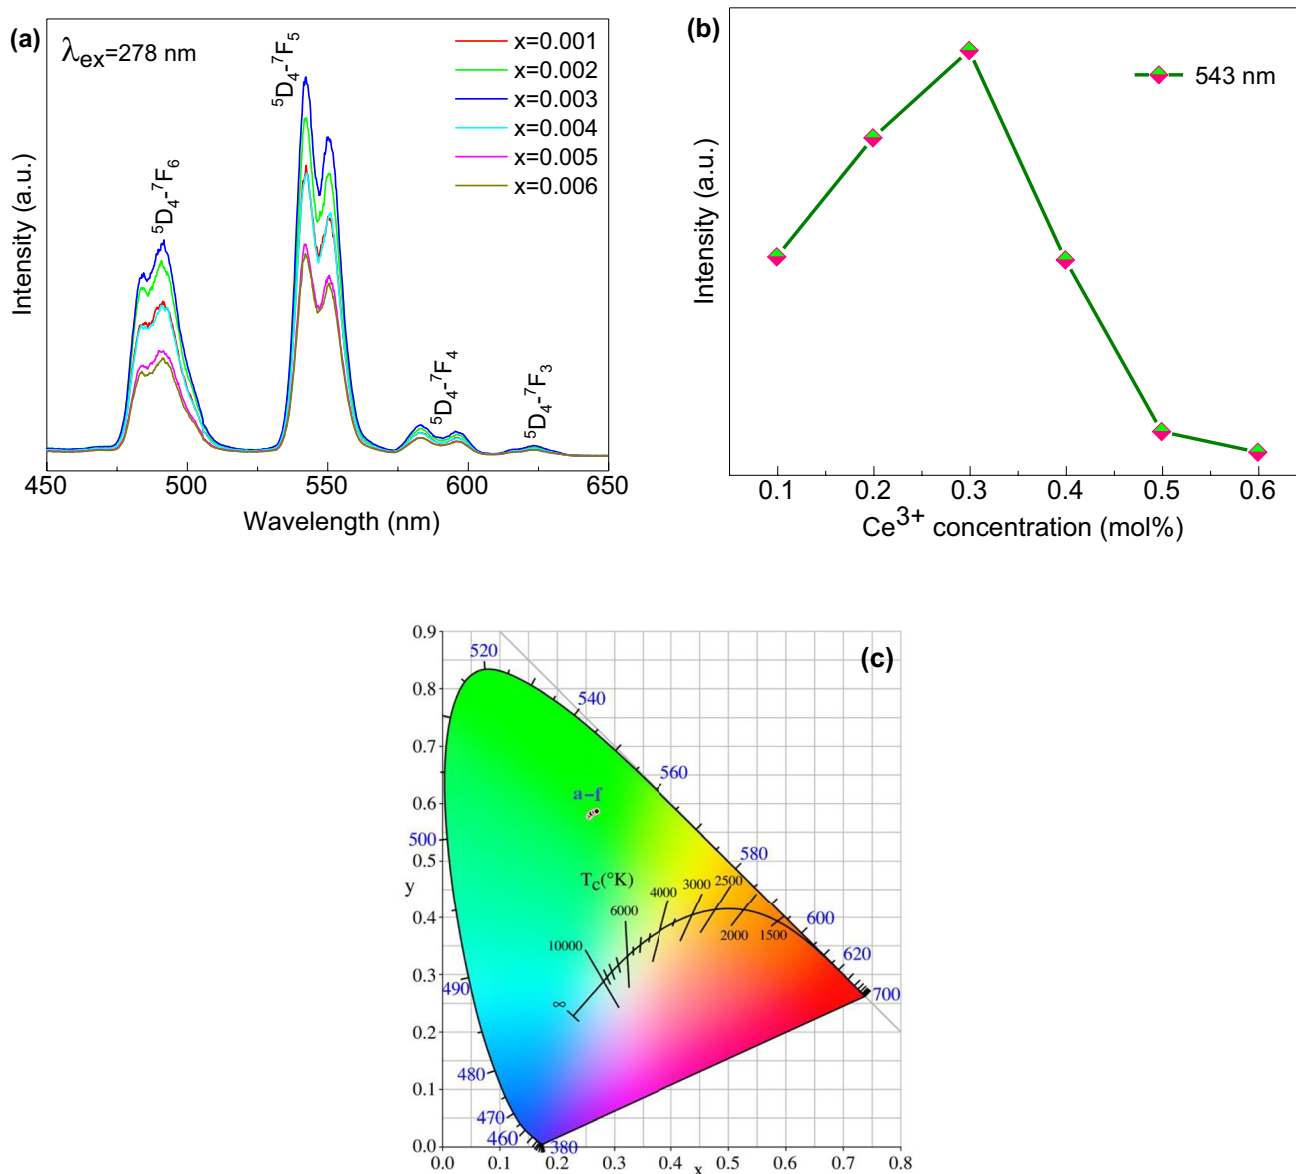 (a)
λex=278 nm
x=0.001
x=0.002
x=0.003
x=0.004
x=0.005
x=0.006
⁵D₄-⁷F₆
⁵D₄-⁷F₅
⁵D₄-⁷F₄
⁵D₄-⁷F₃
Intensity (a.u.)
450 500 550 600 650
Wavelength (nm)
(b)
543 nm
Intensity (a.u.)
0.1 0.2 0.3 0.4 0.5 0.6
Ce³⁺ concentration (mol%)
(c)
0.9
0.8
0.7
0.6
0.5
y
0.4
0.3
0.2
0.1
0.0
520
540
560
a-f
500
580
Tc(°K)
4000 3000 2500
6000
2000 1500
600
10000
620
490
700
∞
480
470
460
380
0.0 0.1 0.2 0.3 0.4 0.5 0.6 0.7 0.8
x